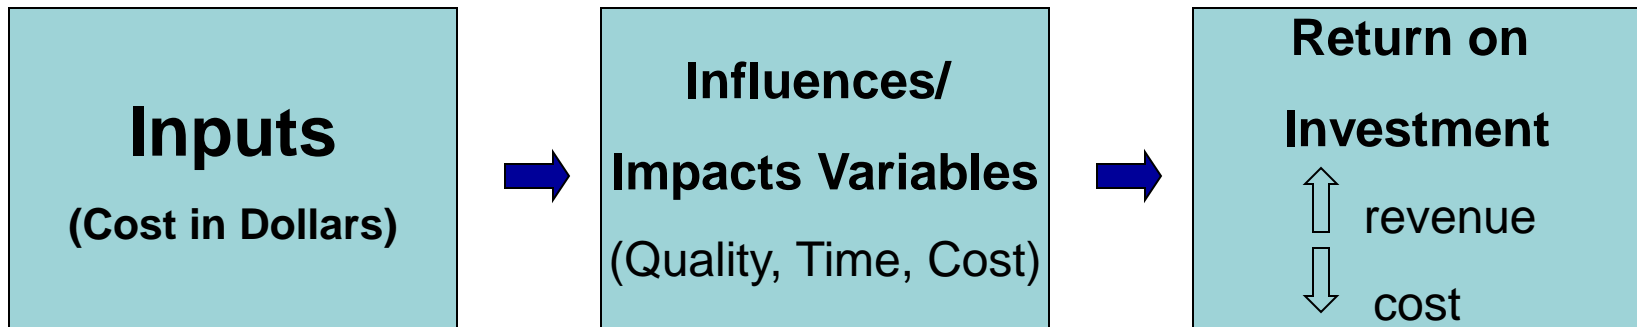 Inputs
(Cost in Dollars)
Influences/
Impacts Variables
(Quality, Time, Cost)
Return on
Investment
revenue
cost